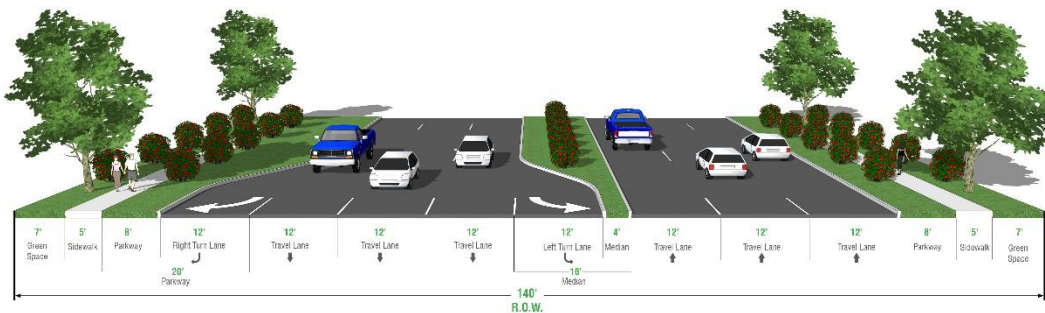 7' 5' 8' 12' 12' 12' 12' 12' 4' 12' 12' 12' 8' 5' 7'
Green Space
Sidewalk
Parkway
Right Turn Lane
Travel Lane
Travel Lane
Travel Lane
Left Turn Lane
Median
Travel Lane
Travel Lane
Travel Lane
Parkway
Sidewalk
Green Space
20'
Parkway
16'
Median
140'
R.O.W.